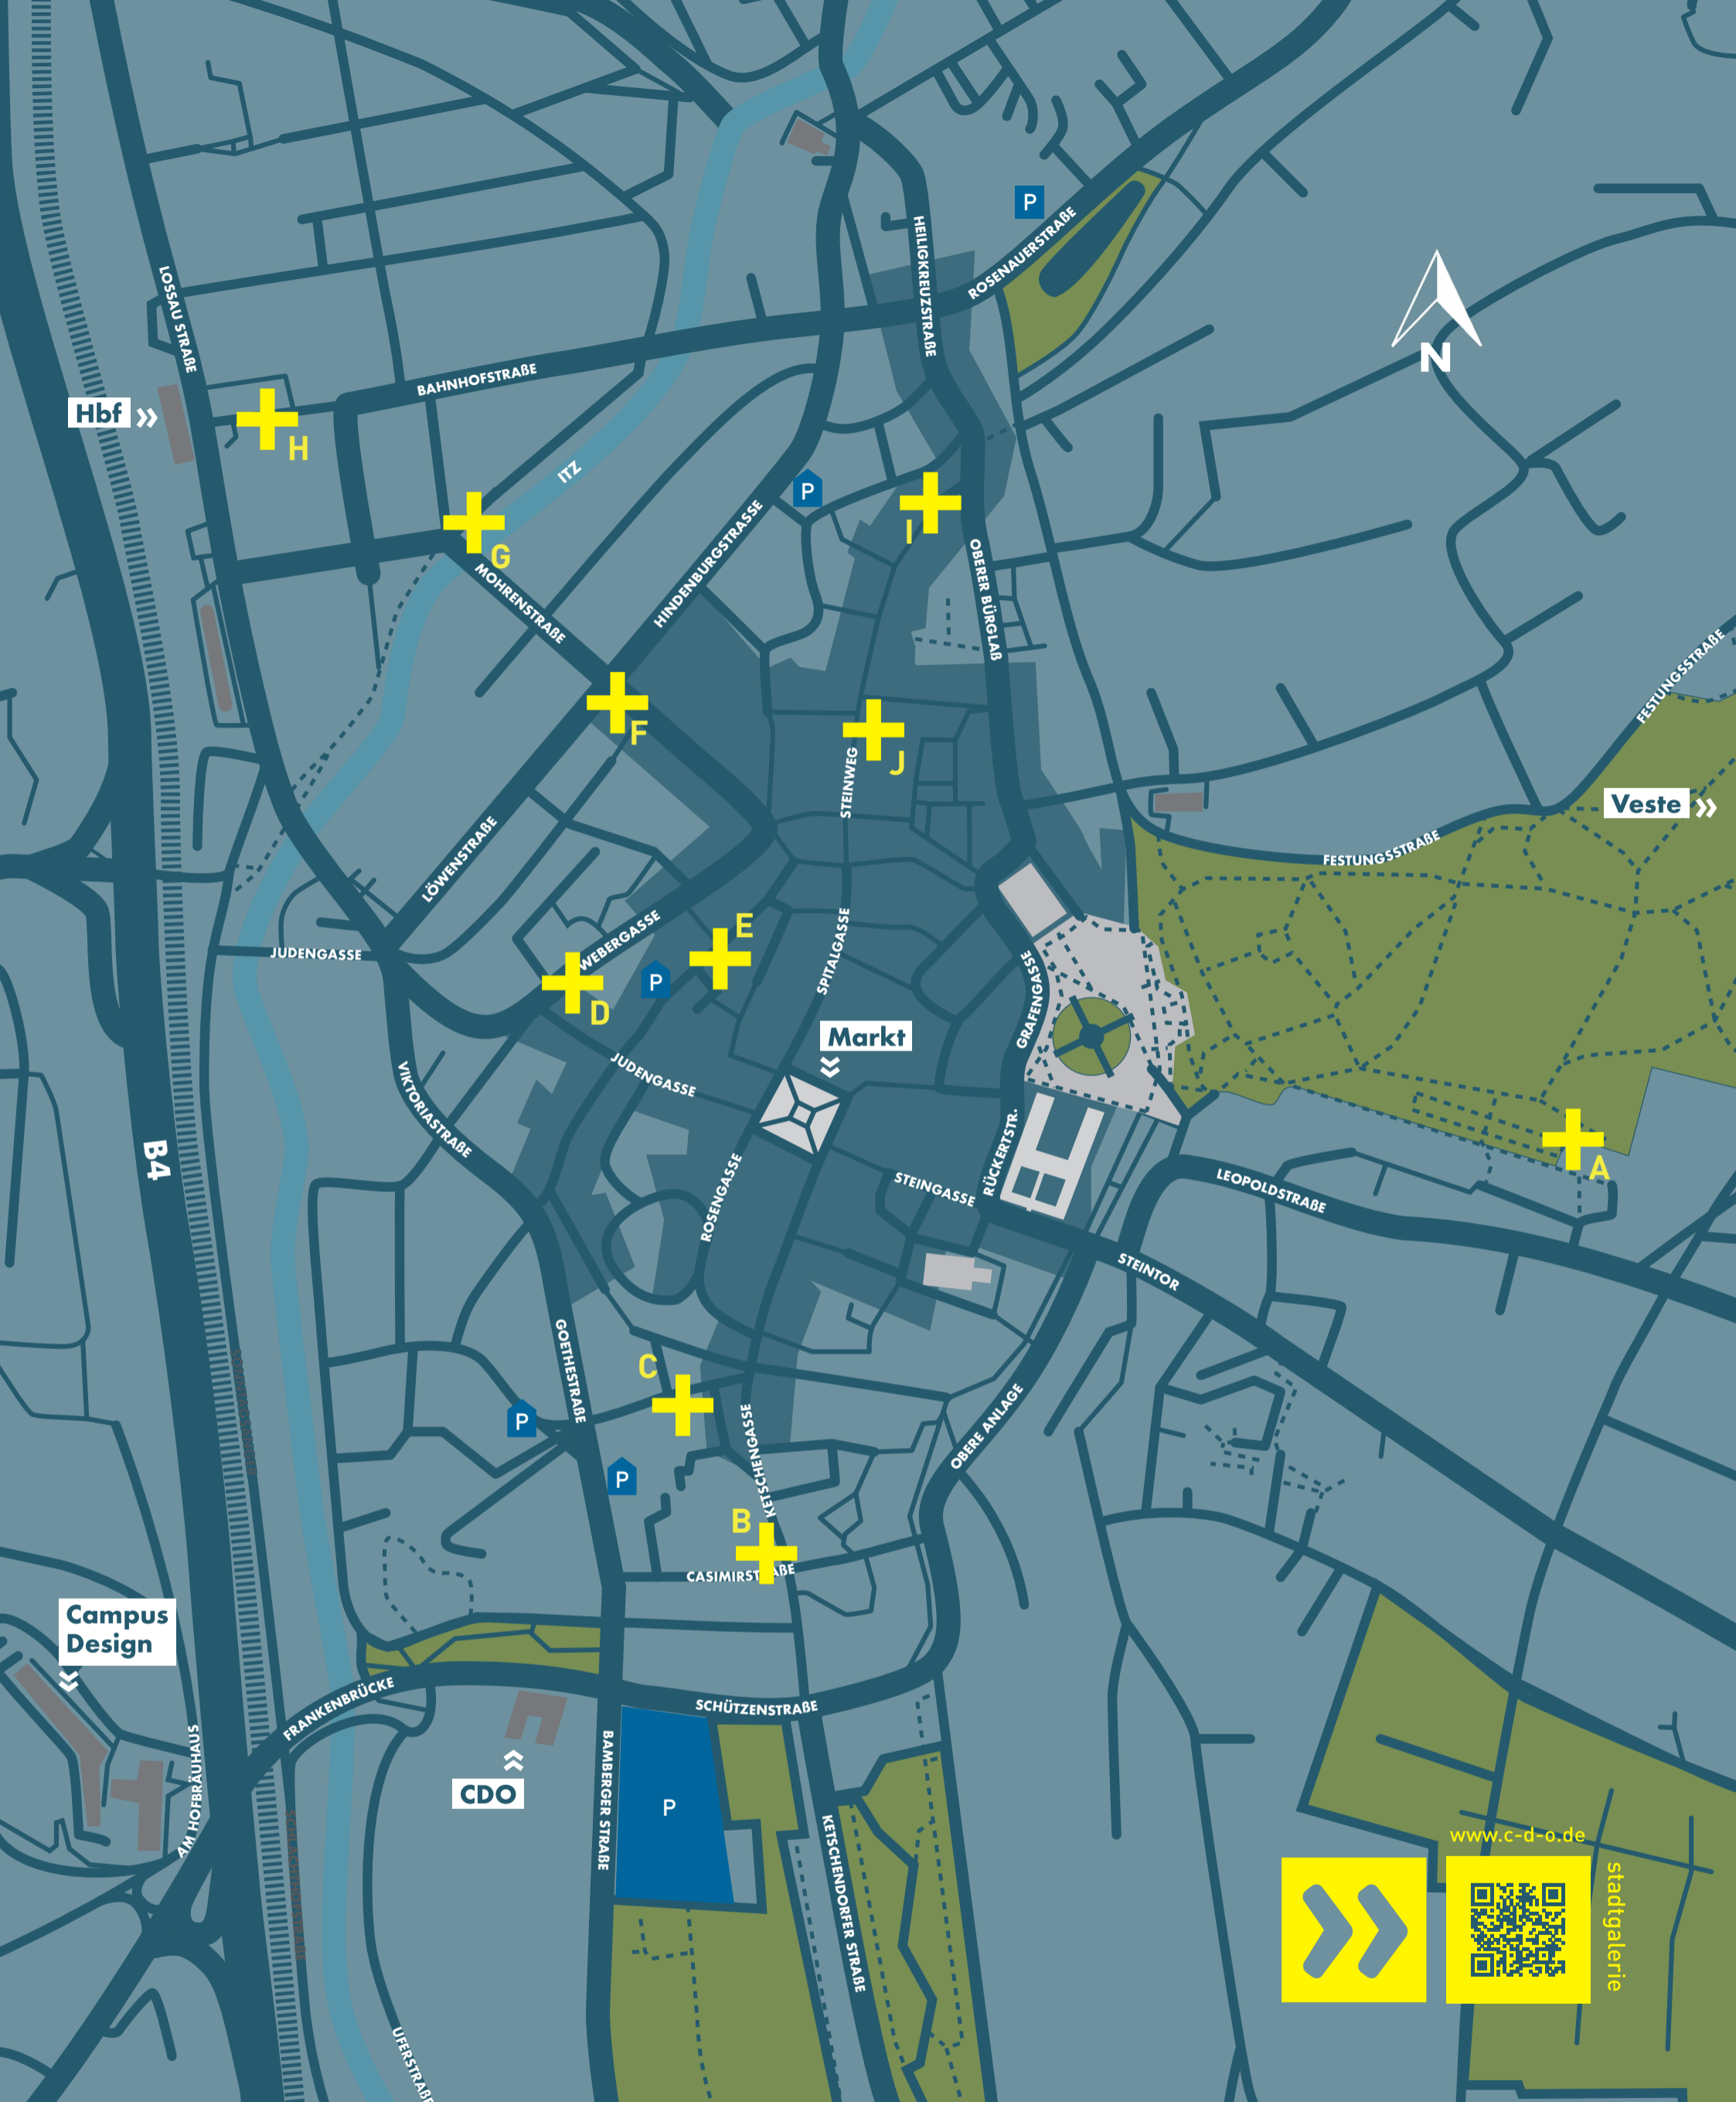 P
HEILIGKREUZSTRAßE
ROSENAUERSTRAßE
LOSSAU STRAßE
BAHNHOFSTRAßE
N
Hbf
H
ITZ
P
I
G
MOHRENSTRAßE
HINDENBURGSTRASSE
OBERER BÜRGLAß
FESTUNGSSTRAßE
F
J
STEINWEG
Veste
FESTUNGSSTRAßE
LÖWENSTRAßE
WEBERGASSE
E
SPITALGASSE
JUDENGASSE
P
D
GRAFENGASSE
Markt
JUDENGASSE
VIKTORIASTRAßE
B4
RÜCKERTSTR.
A
STEINGASSE
LEOPOLDSTRAßE
ROSENGASSE
STEINTOR
GOETHESTRAßE
C
P
KETSCHENGASSE
OBERE ANLAGE
P
B
CASIMIRSTRAßE
Campus
Design
FRANKENBRÜCKE
SCHÜTZENSTRAßE
AM HOFBRÄUHAUS
CDO
BAMBERGER STRAßE
P
KETSCHENDORFER STRAßE
www.c-d-o.de
stadtgalerie
UFERSTRAßE